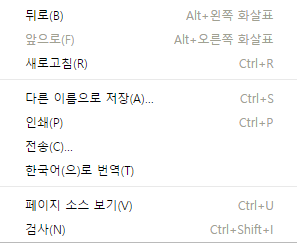 뒤로(B) Alt+왼쪽 화살표
앞으로(F) Alt+오른쪽 화살표
새로고침(R) Ctrl+R
다른 이름으로 저장(A)... Ctrl+S
인쇄(P) Ctrl+P
전송(C)...
한국어(으)로 번역(T)
페이지 소스 보기(V) Ctrl+U
검사(N) Ctrl+Shift+I